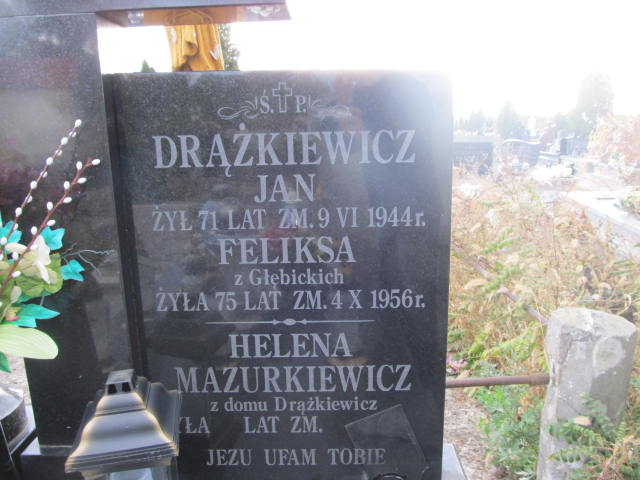 Ś. P.
DRĄŻKIEWICZ
JAN
ŻYŁ 71 LAT ZM. 9 VI 1944 r.
FELIKSA
z Głębickich
ŻYŁA 75 LAT ZM. 4 X 1956 r.
HELENA
MAZURKIEWICZ
z domu Drążkiewicz
ŻYŁA LAT ZM.
JEZU UFAM TOBIE